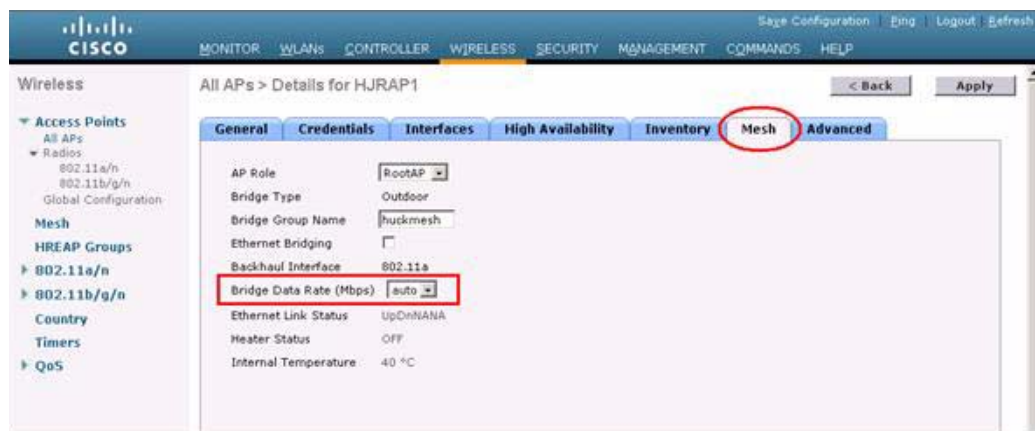 Save Configuration Ping Logout Refresh
CISCO
MONITOR WLANs CONTROLLER WIRELESS SECURITY MANAGEMENT COMMANDS HELP
Wireless
All APs > Details for HJRAP1
< Back
Apply
Access Points
All APs
Radios
802.11a/n
802.11b/g/n
Global Configuration
Mesh
HREAP Groups
802.11a/n
802.11b/g/n
Country
Timers
QoS
General Credentials Interfaces High Availability Inventory Mesh Advanced
AP Role RootAP
Bridge Type Outdoor
Bridge Group Name huckmesh
Ethernet Bridging
Backhaul Interface 802.11a
Bridge Data Rate (Mbps) auto
Ethernet Link Status UpDnNANA
Heater Status OFF
Internal Temperature 40 °C